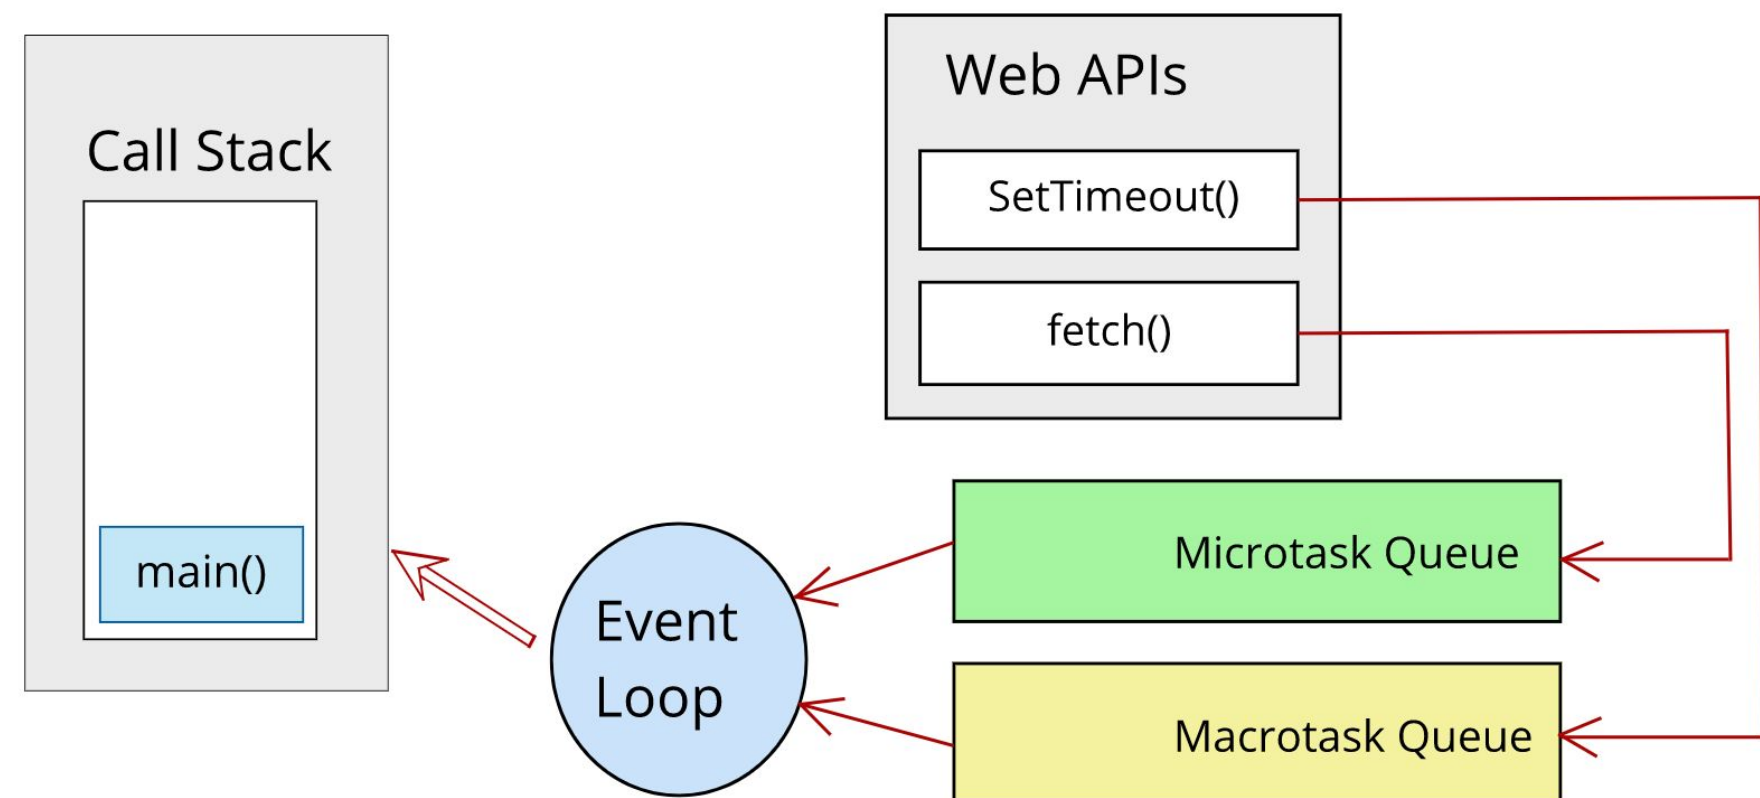 Call Stack
main()
Web APIs
SetTimeout()
fetch()
Microtask Queue
Macrotask Queue
Event
Loop